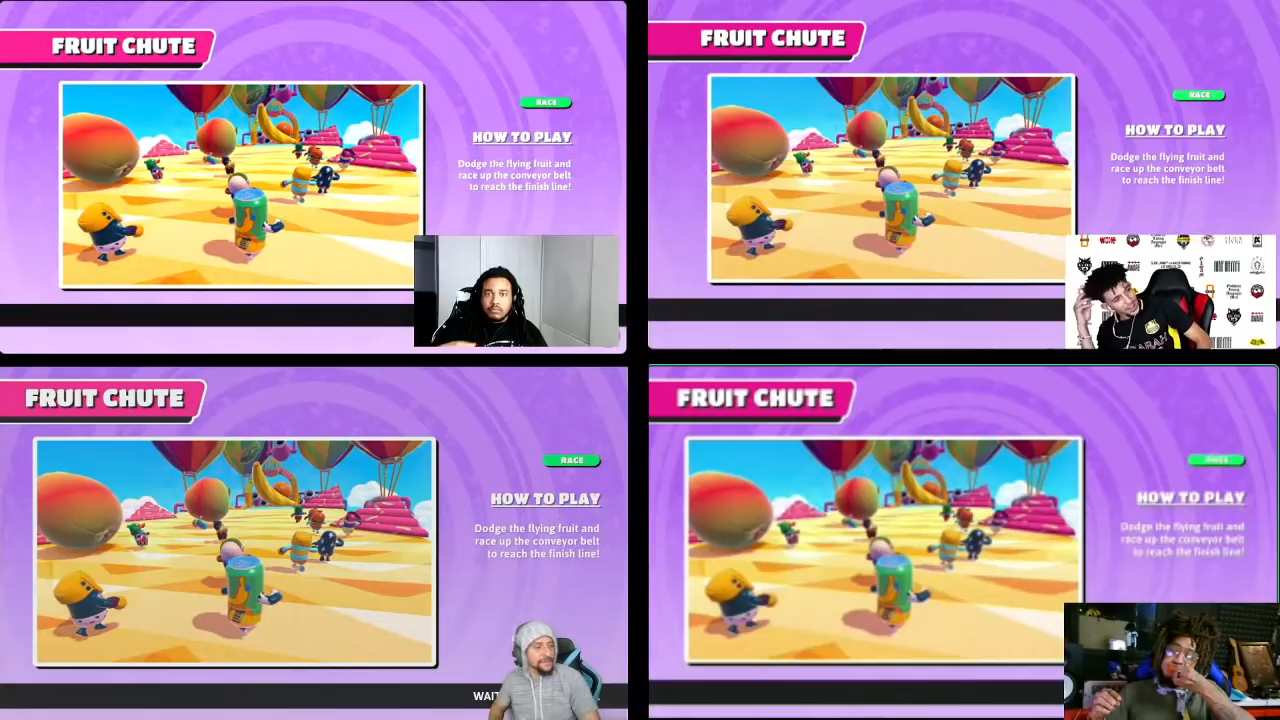 FRUIT CHUTE
RACE
HOW TO PLAY
Dodge the flying fruit and
race up the conveyor belt
to reach the finish line!
FRUIT CHUTE
RACE
HOW TO PLAY
Dodge the flying fruit and
race up the conveyor belt
to reach the finish line!
FRUIT CHUTE
RACE
HOW TO PLAY
Dodge the flying fruit and
race up the conveyor belt
to reach the finish line!
WAIT
FRUIT CHUTE
HOW TO PLAY
Dodge the flying fruit and
race up the conveyor belt
to reach the finish line!